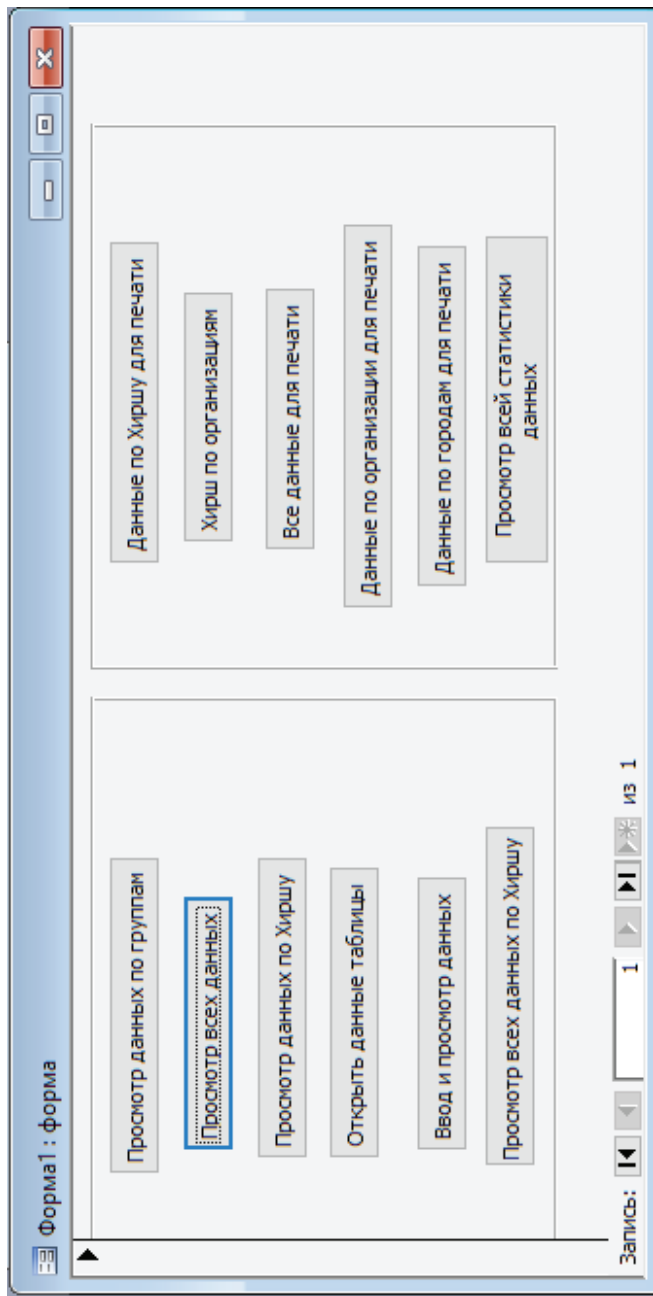 Форма1 : форма
Просмотр данных по группам
Просмотр всех данных
Просмотр данных по Хиршу
Открыть данные таблицы
Ввод и просмотр данных
Просмотр всех данных по Хиршу
Данные по Хиршу для печати
Хирш по организациям
Все данные для печати
Данные по организации для печати
Данные по городам для печати
Просмотр всей статистики
данных
Запись: 1 из 1